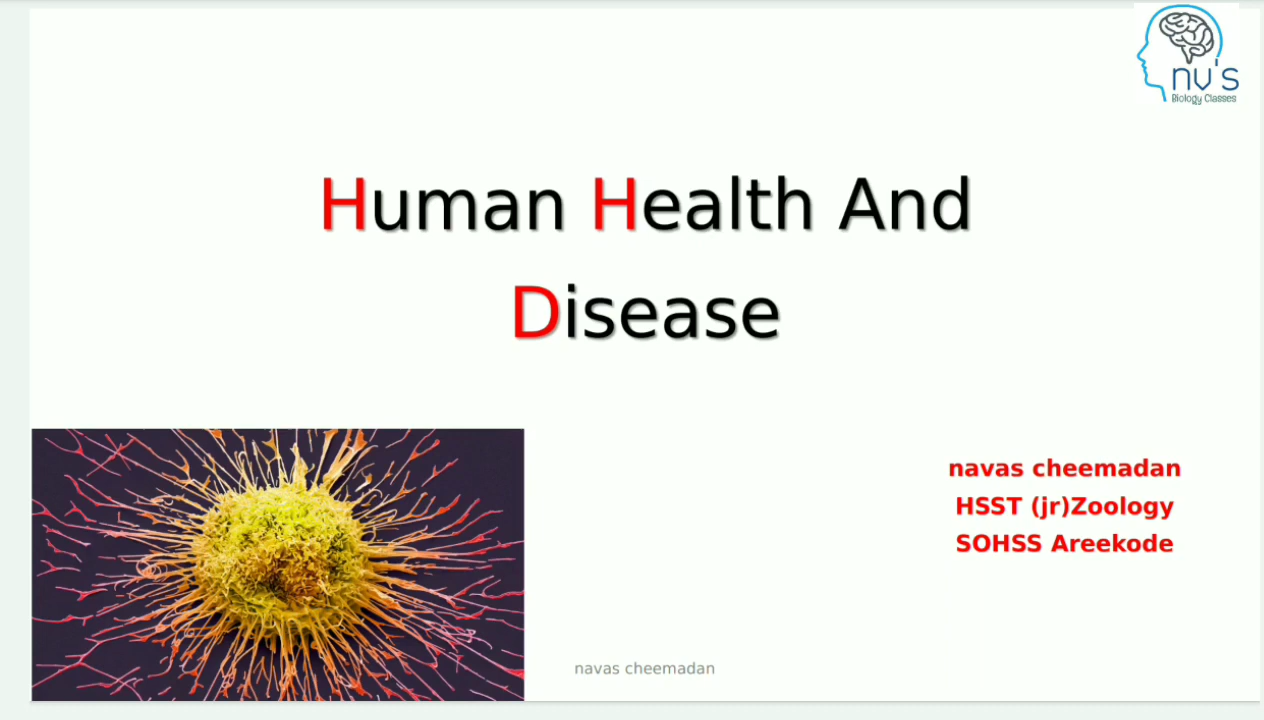 nv's
Biology Classes
Human Health And
Disease
navas cheemadan
HSST (jr)Zoology
SOHSS Areekode
navas cheemadan